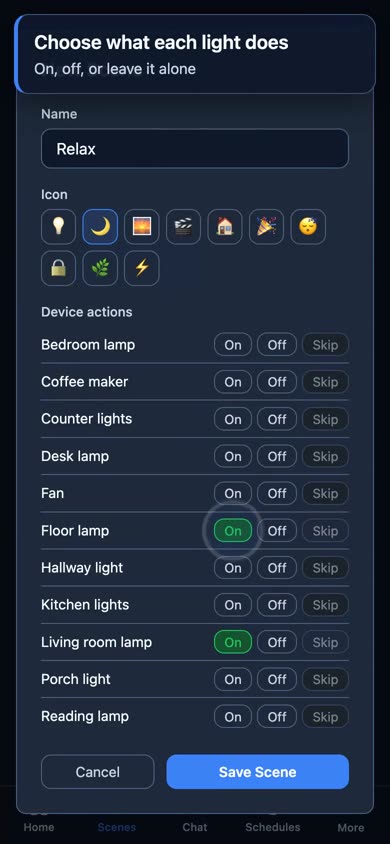 Choose what each light does
On, off, or leave it alone
Name
Relax
Icon
Device actions
Bedroom lamp On Off Skip
Coffee maker On Off Skip
Counter lights On Off Skip
Desk lamp On Off Skip
Fan On Off Skip
Floor lamp On Off Skip
Hallway light On Off Skip
Kitchen lights On Off Skip
Living room lamp On Off Skip
Porch light On Off Skip
Reading lamp On Off Skip
Cancel Save Scene
Home Scenes Chat Schedules More